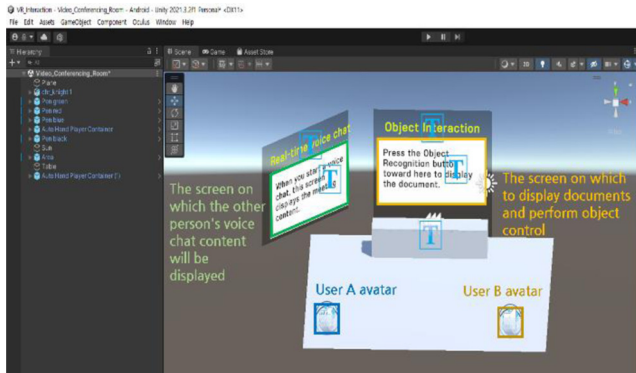 VR_Interaction - Video_Conferencing_Room - Android - Unity 2021.3.2f1 Personal* <DX11>
File Edit Assets GameObject Component Oculus Window Help
Hierarchy
Scene Game Asset Store
All
Video_Conferencing_Room*
Plane
chr_knight1
Pen green
Pen red
Pen blue
Auto Hand Player Container
Pen back
Sun
Area
Table
Auto Hand Player Container (1)
2D
Real-time voice chat
When you start a voice
chat, this screen
displays the meeting
content.
Object Interaction
Press the Object
Recognition button
toward here to display
the document.
The screen on
which the other
person's voice
chat content
will be
displayed
The screen on which
to display documents
and perform object
control
User A avatar
User B avatar